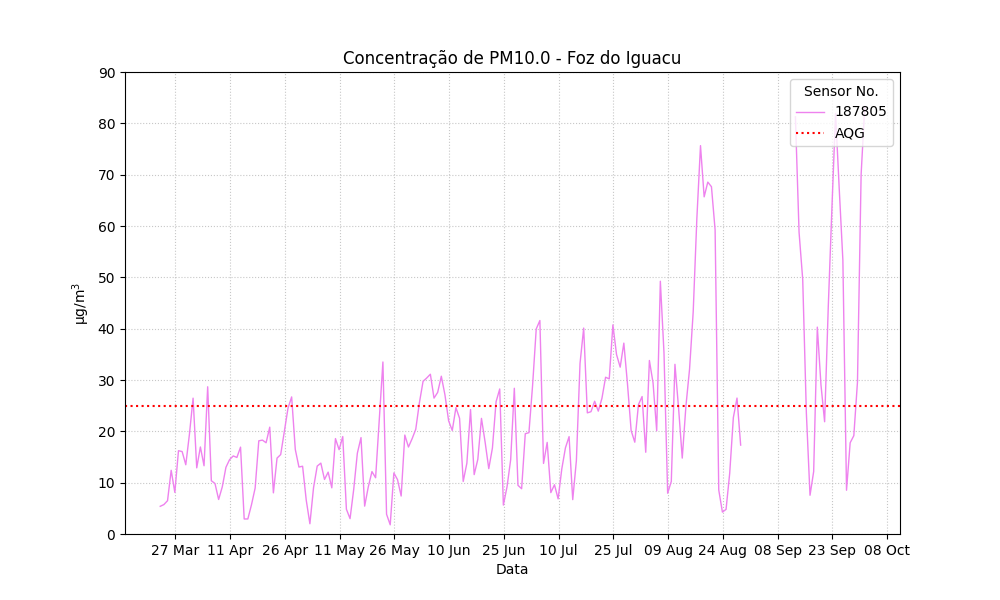 Concentração de PM10.0 - Foz do Iguacu
µg/m³
90
80
70
60
50
40
30
20
10
0
Sensor No.
187805
AQG
27 Mar 11 Apr 26 Apr 11 May 26 May 10 Jun 25 Jun 10 Jul 25 Jul 09 Aug 24 Aug 08 Sep 23 Sep 08 Oct
Data